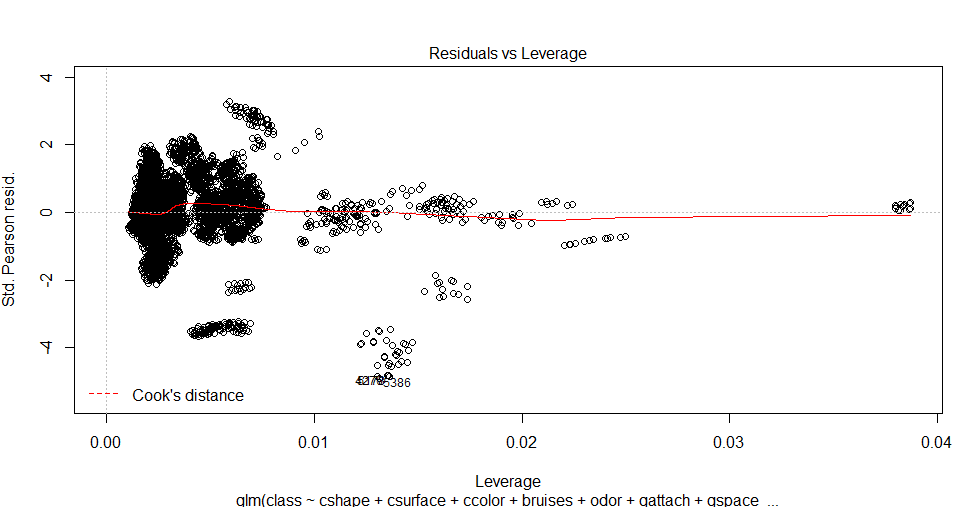 Residuals vs Leverage
Std. Pearson resid.
4
2
0
-2
-4
5386
Cook's distance
0.00 0.01 0.02 0.03 0.04
Leverage
glm(class ~ cshape + csurface + ccolor + bruises + odor + gattach + gspace ...